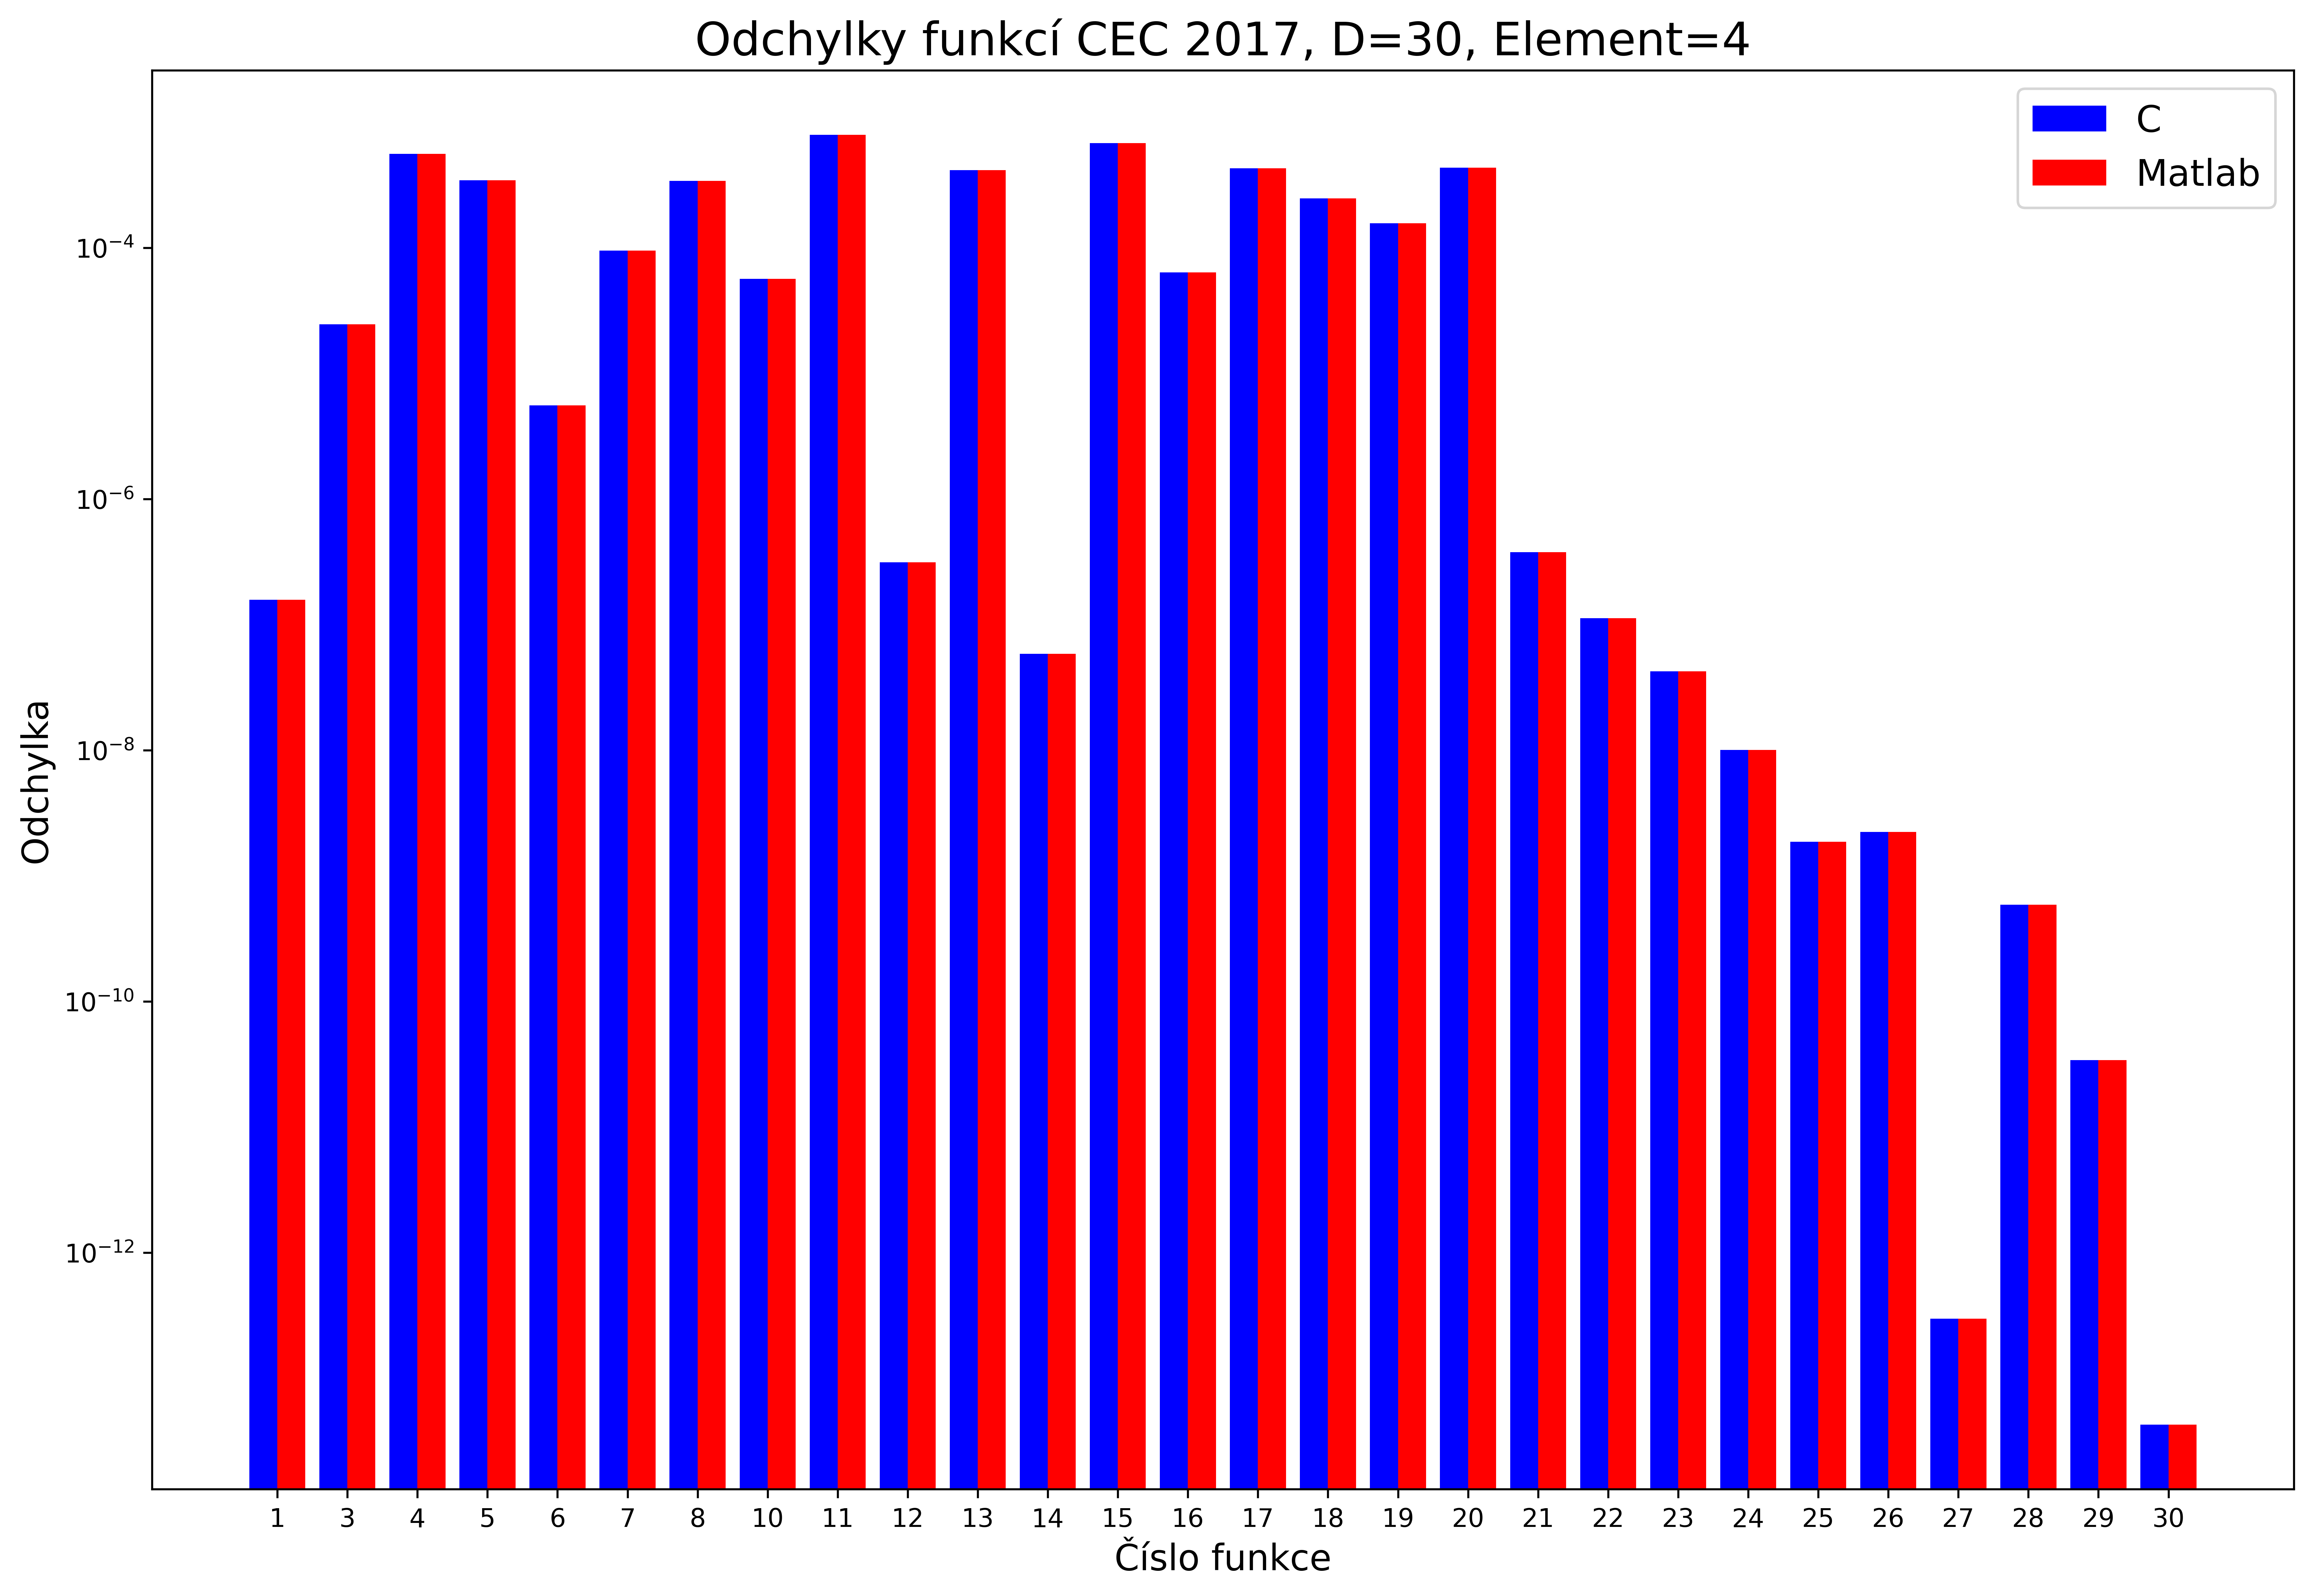 Odchylky funkcí CEC 2017, D=30, Element=4
C
Matlab
10⁻⁴
10⁻⁶
10⁻⁸
10⁻¹⁰
10⁻¹²
Odchylka
1 3 4 5 6 7 8 10 11 12 13 14 15 16 17 18 19 20 21 22 23 24 25 26 27 28 29 30
Číslo funkce